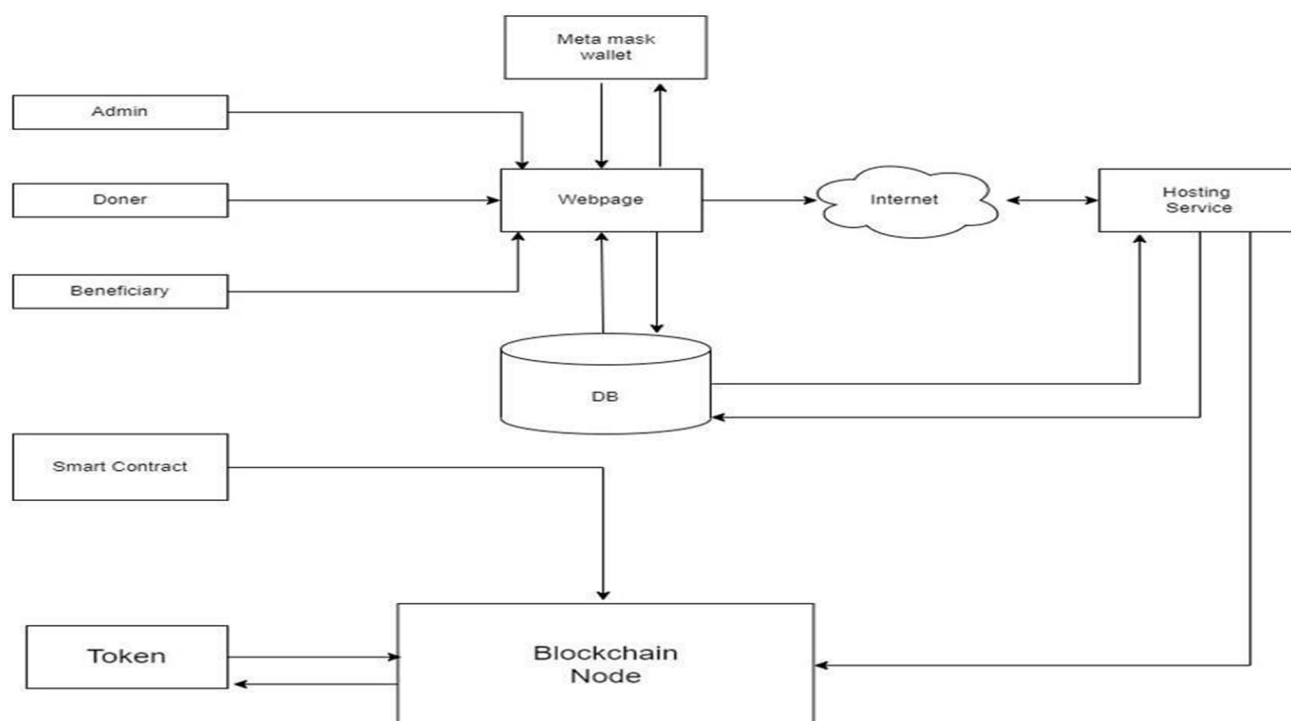 Meta mask
wallet
Admin
Doner
Webpage
Internet
Hosting
Service
Beneficiary
DB
Smart Contract
Token
Blockchain
Node